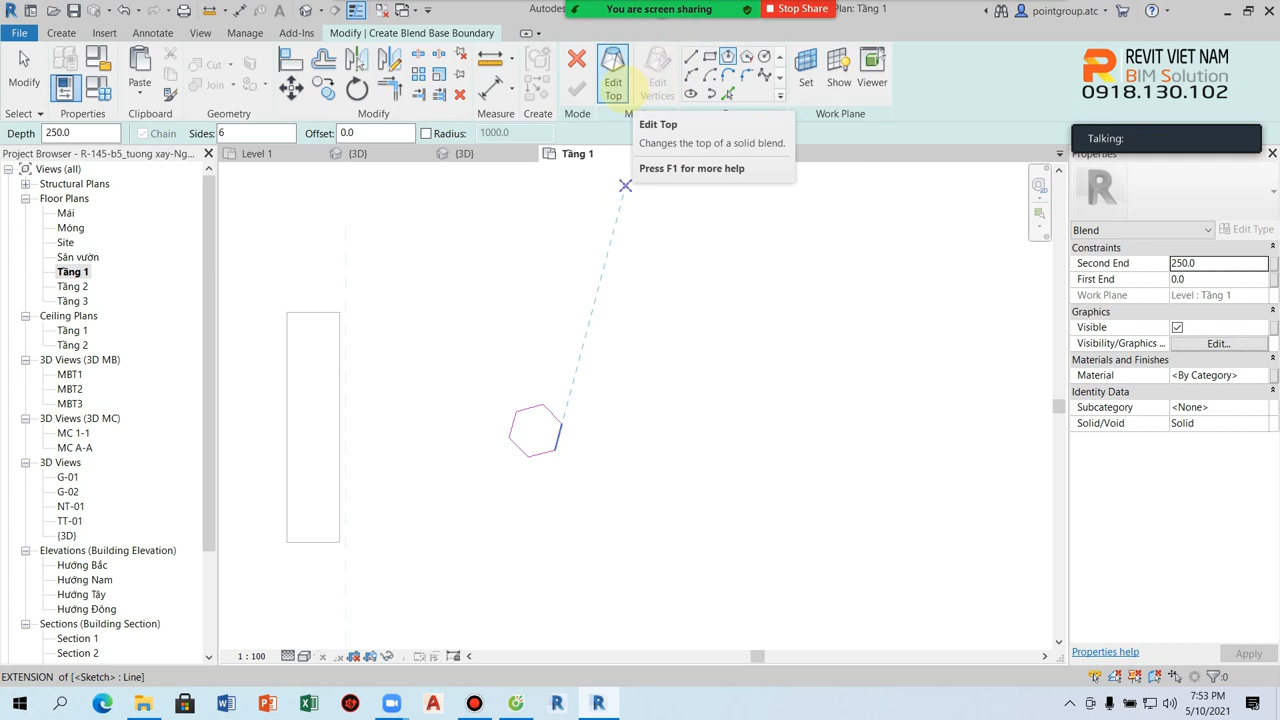 Autodes
You are screen sharing
Stop Share
Plan: Tầng 1
pointgroup.atc
File
Create
Insert
Annotate
View
Manage
Add-Ins
Modify | Create Blend Base Boundary
Modify
Paste
Cut
Join
Edit Top
Edit Vertices
Set
Show
Viewer
REVIT VIET NAM
BIM Solution
0918.130.102
Select
Properties
Clipboard
Geometry
Modify
Measure
Create
Mode
Work Plane
Depth 250.0
Chain
Sides: 6
Offset: 0.0
Radius: 1000.0
Edit Top
Changes the top of a solid blend.
Press F1 for more help
Talking:
Project Browser - R-145-b5_tuong xay-Ng...
Level 1
{3D}
{3D}
Tầng 1
Properties
Views (all)
Structural Plans
Floor Plans
Mái
Móng
Site
Sân vườn
Tầng 1
Tầng 2
Tầng 3
Ceiling Plans
Tầng 1
Tầng 2
3D Views (3D MB)
MBT1
MBT2
MBT3
3D Views (3D MC)
MC 1-1
MC A-A
3D Views
G-01
G-02
NT-01
TT-01
{3D}
Elevations (Building Elevation)
Hướng Bắc
Hướng Nam
Hướng Tây
Hướng Đông
Sections (Building Section)
Section 1
Section 2
Blend
Edit Type
Constraints
Second End 250.0
First End 0.0
Work Plane Level : Tầng 1
Graphics
Visible
Visibility/Graphics ... Edit...
Materials and Finishes
Material <By Category>
Identity Data
Subcategory <None>
Solid/Void Solid
Properties help
Apply
1 : 100
EXTENSION of [<Sketch> : Line]
:0
7:53 PM
5/10/2021